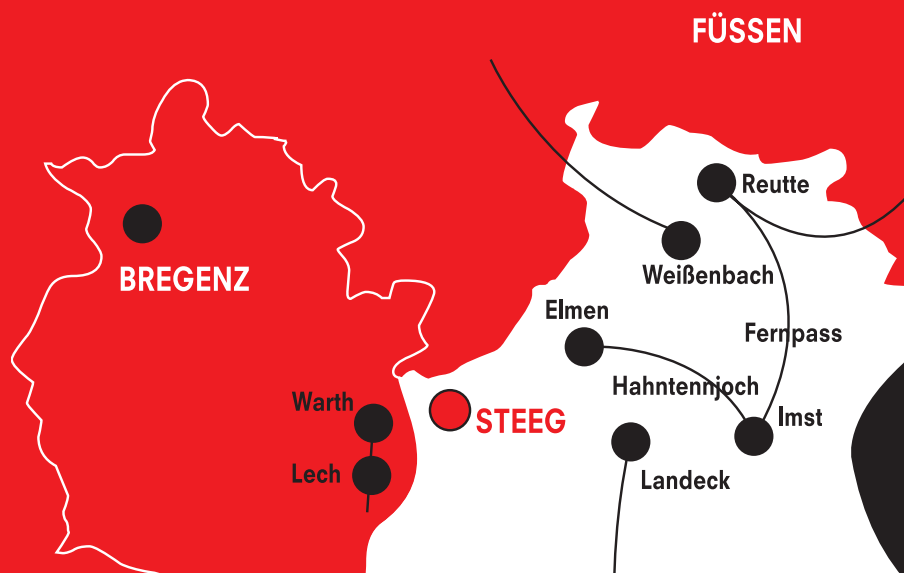 FÜSSEN
Reutte
BREGENZ
Weißenbach
Elmen
Fernpass
Hahntennjoch
Warth
STEEG
Imst
Lech
Landeck